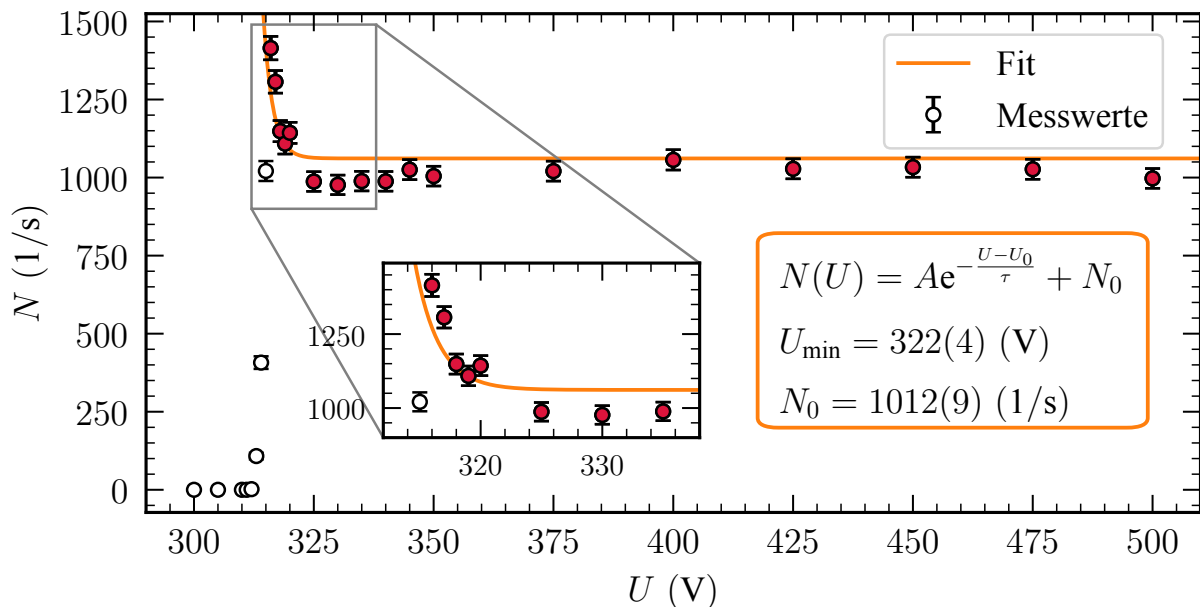 1500
1250
1000
750
500
250
0
N (1/s)
Fit
Messwerte
1250
1000
320 330
N(U) = Ae^{-\frac{U-U_0}{τ}} + N_0
U_min = 322(4) (V)
N_0 = 1012(9) (1/s)
300 325 350 375 400 425 450 475 500
U (V)